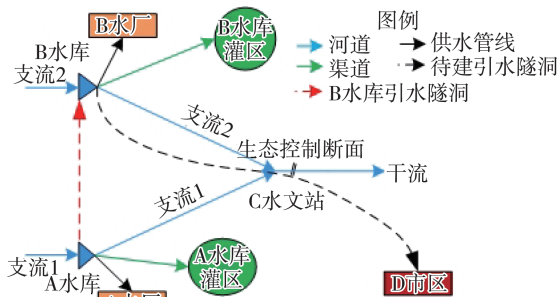 B水厂
B水库
灌区
图例
河道
供水管线
渠道
待建引水隧洞
B水库引水隧洞
B水库
支流2
支流2
生态控制断面
干流
C水文站
支流1
支流1
A水库
A水库
灌区
D市区